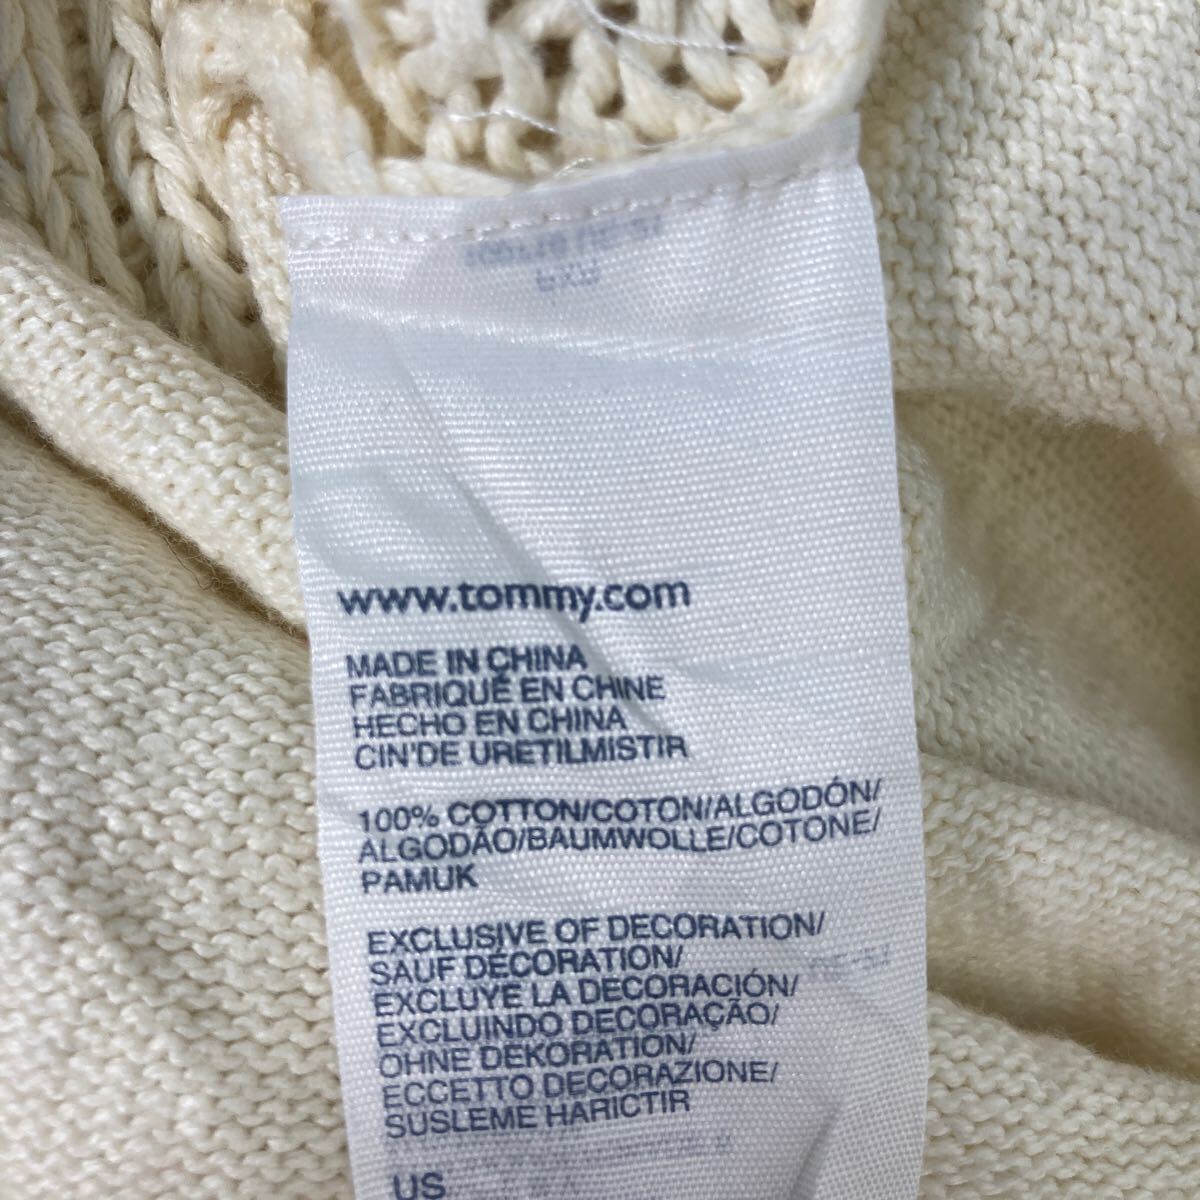 www.tommy.com
MADE IN CHINA
FABRIQUÉ EN CHINE
HECHO EN CHINA
CIN'DE URETILMISTIR
100% COTTON/COTON/ALGODÓN/
ALGODÃO/BAUMWOLLE/COTONE/
PAMUK
EXCLUSIVE OF DECORATION/
SAUF DÉCORATION/
EXCLUYE LA DECORACIÓN/
EXCLUINDO DECORAÇÃO/
OHNE DEKORATION/
ECCETTO DECORAZIONE/
SUSLEME HARICTIR
US